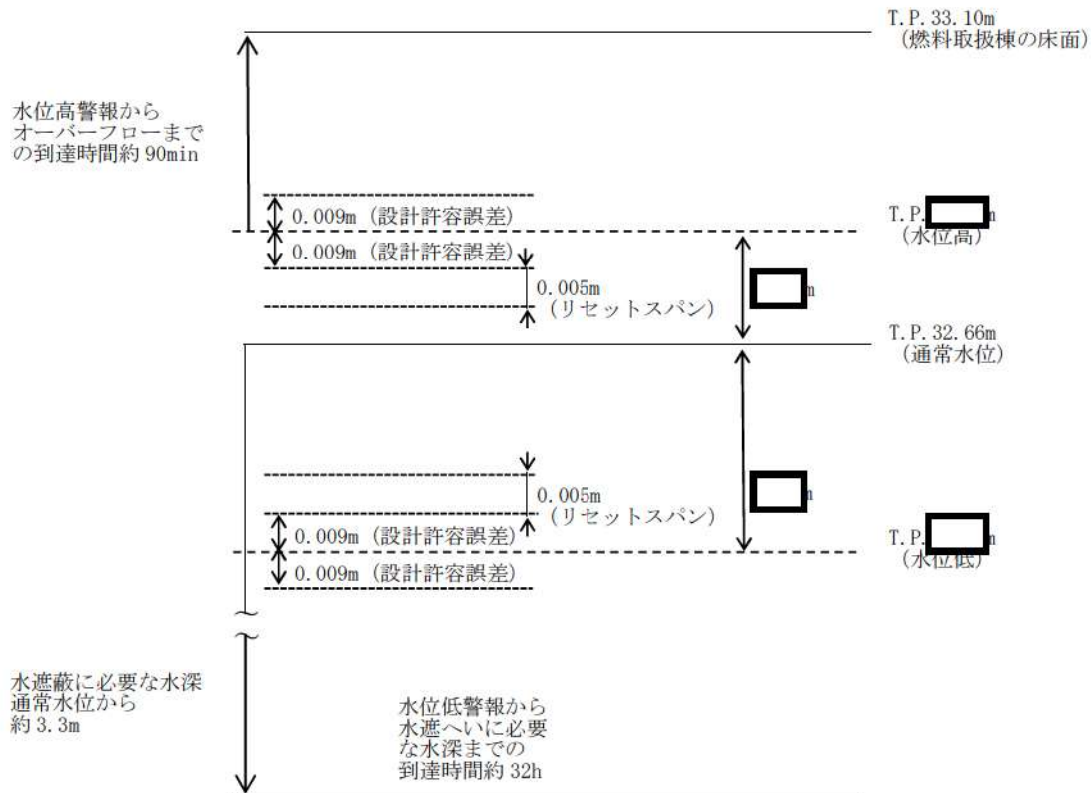 T.P.33.10m
(燃料取扱棟の床面)
水位高警報から
オーバーフローまで
の到達時間約 90min
0.009m (設計許容誤差)
T.P.
m
(水位高)
0.009m (設計許容誤差)
0.005m
(リセットスパン)
m
T.P.32.66m
(通常水位)
0.005m
(リセットスパン)
m
0.009m (設計許容誤差)
T.P.
m
(水位低)
0.009m (設計許容誤差)
水遮蔽に必要な水深
通常水位から
約 3.3m
水位低警報から
水遮へいに必要
な水深までの
到達時間約 32h